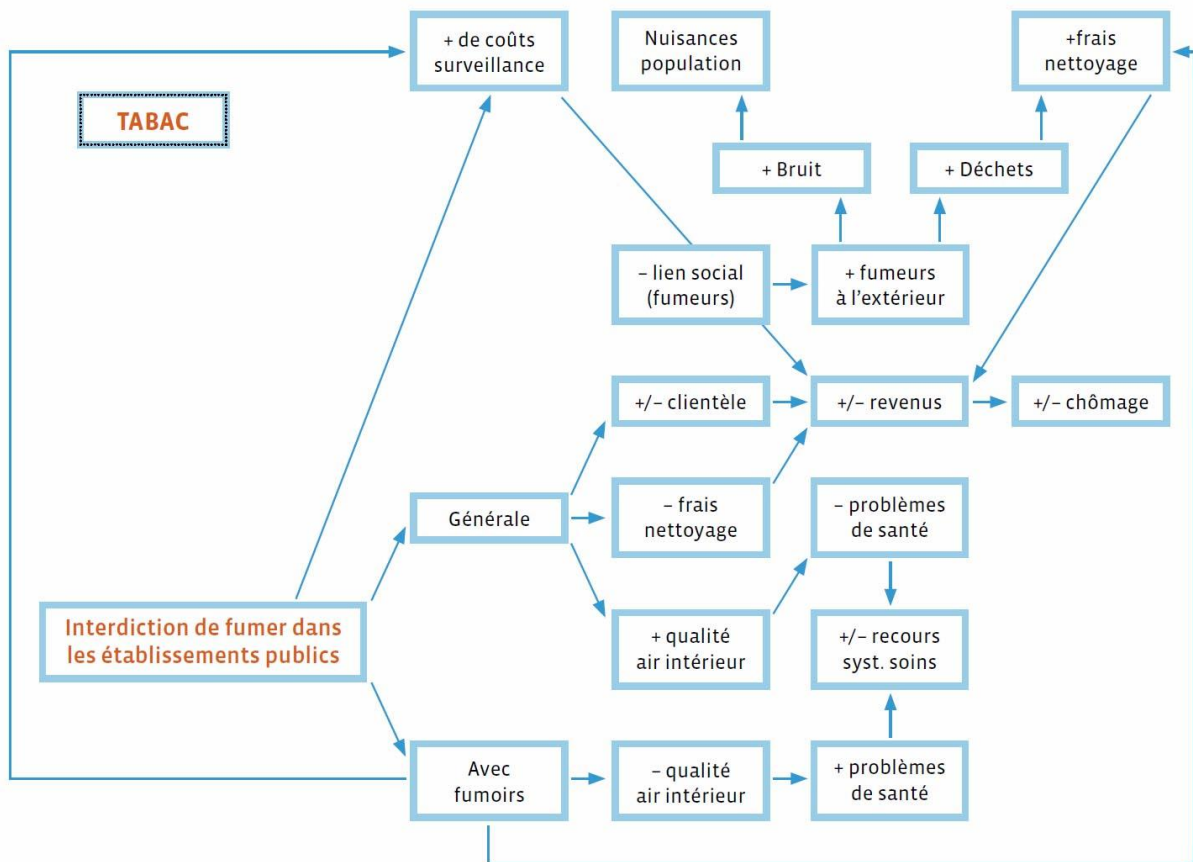 + de coûts
surveillance
Nuisances
population
+frais
nettoyage
TABAC
+ Bruit
+ Déchets
– lien social
(fumeurs)
+ fumeurs
à l'extérieur
+/– clientèle
+/– revenus
+/– chômage
Générale
– frais
nettoyage
– problèmes
de santé
Interdiction de fumer dans
les établissements publics
+ qualité
air intérieur
+/– recours
syst. soins
Avec
fumoirs
– qualité
air intérieur
+ problèmes
de santé